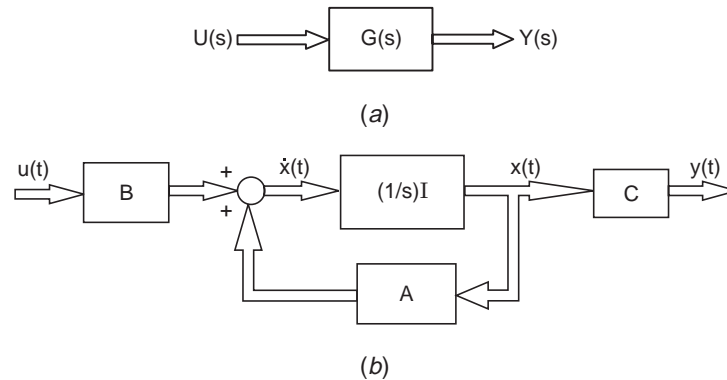 U(s) G(s) Y(s)
(a)
u(t) B + + ẋ(t) (1/s)I x(t) C y(t)
A
(b)